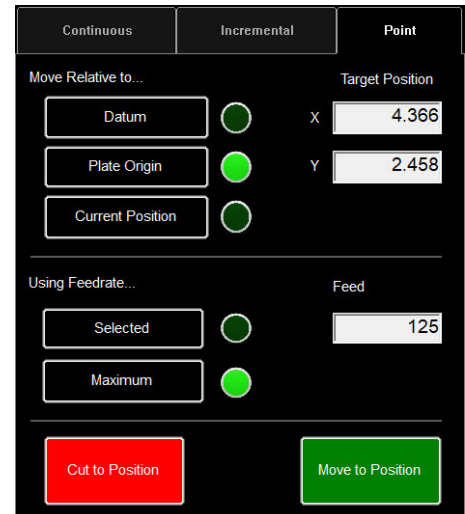 Continuous Incremental Point
Move Relative to... Target Position
Datum X 4.366
Plate Origin Y 2.458
Current Position
Using Feedrate... Feed
Selected 125
Maximum
Cut to Position Move to Position